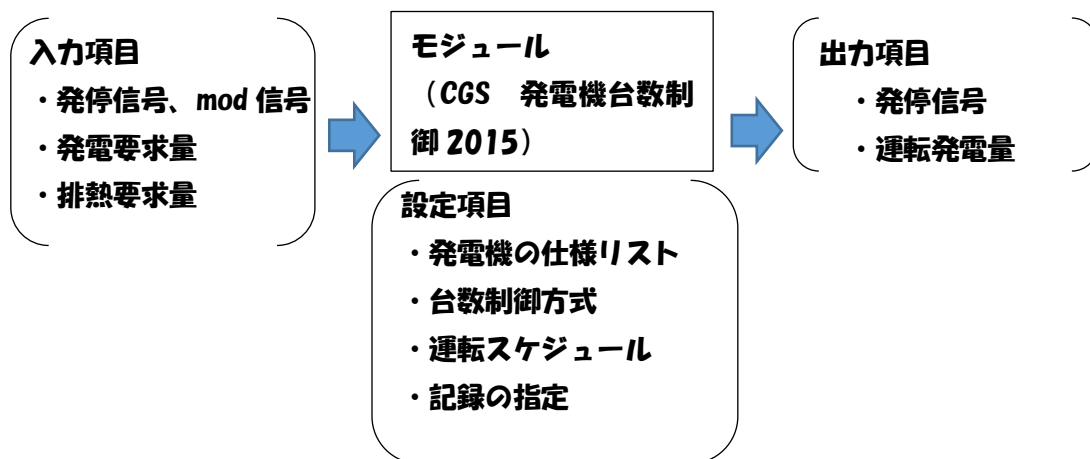 入力項目
・発停信号、mod 信号
・発電要求量
・排熱要求量
モジュール
（CGS　発電機台数制
御 2015）
設定項目
・発電機の仕様リスト
・台数制御方式
・運転スケジュール
・記録の指定
出力項目
・発停信号
・運転発電量